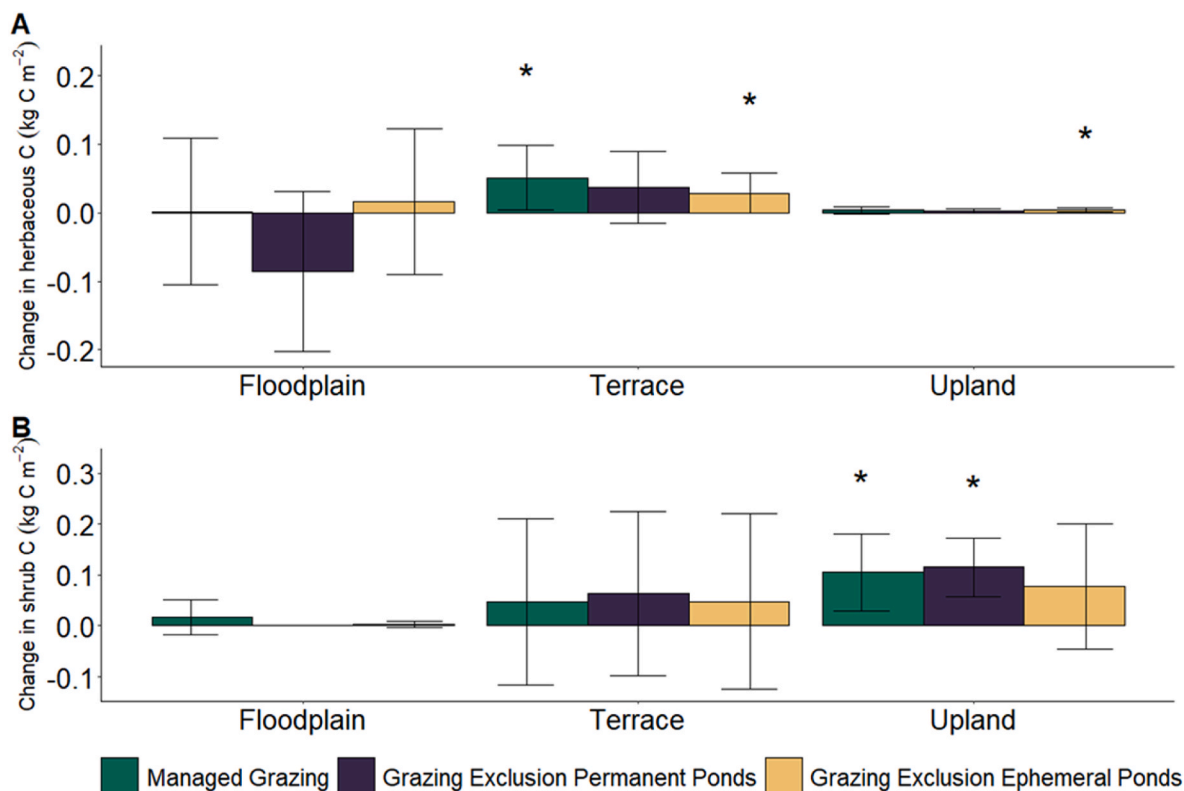 A
Change in herbaceous C (kg C m⁻²)
0.2
0.1
0.0
-0.1
-0.2
*
*
*
Floodplain
Terrace
Upland
B
Change in shrub C (kg C m⁻²)
0.3
0.2
0.1
0.0
-0.1
*
*
Floodplain
Terrace
Upland
Managed Grazing
Grazing Exclusion Permanent Ponds
Grazing Exclusion Ephemeral Ponds